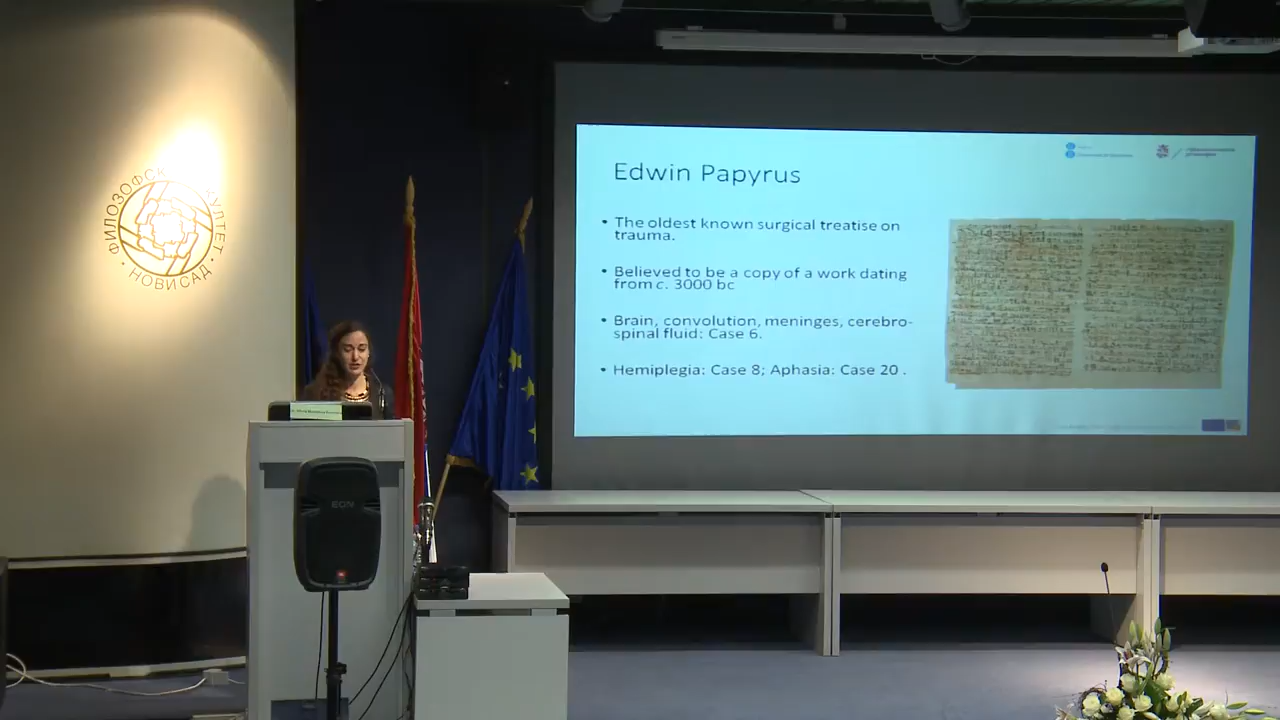 ФИЛОЗОФСКИ ФАКУЛТЕТ
• НОВИ САД •
Edwin Papyrus
• The oldest known surgical treatise on
trauma.
• Believed to be a copy of a work dating
from c. 3000 bc
• Brain, convolution, meninges, cerebro-
spinal fluid: Case 6.
• Hemiplegia: Case 8; Aphasia: Case 20 .